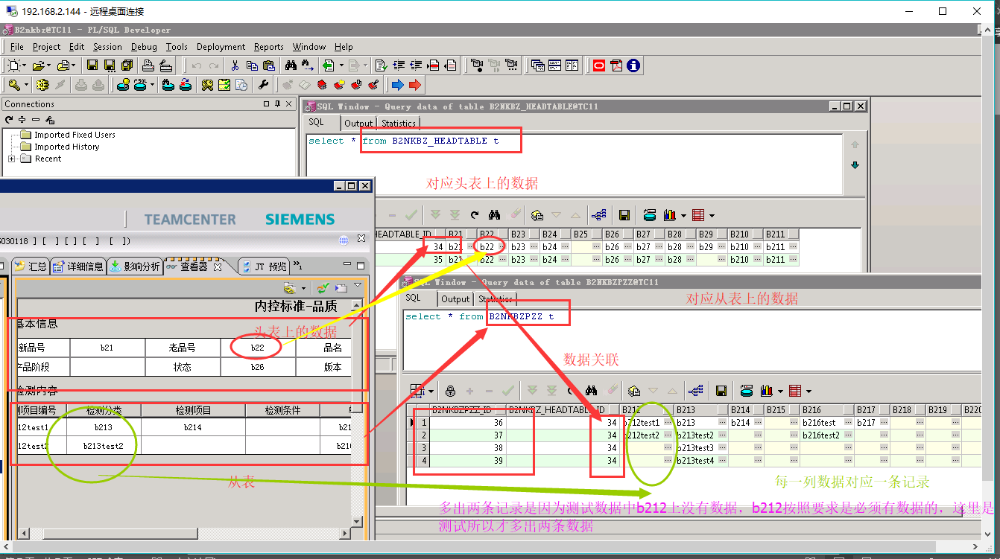 192.168.2.144 - 远程桌面连接
B2nkbz@TC11 - PL/SQL Developer
File Project Edit Session Debug Tools Deployment Reports Window Help
Connections
Imported Fixed Users
Imported History
Recent
SQL Window - Query data of table B2NKBZ_HEADTABLE@TC11
SQL Output Statistics
select * from B2NKBZ_HEADTABLE t
对应头表上的数据
HEADTABLE_ID B21 B22 B23 B24 B25 B26 B27 B28 B29 B210 B211
34 b21 b22 b23 b24 b26 b27 b28 b29 b210 b211
35 b21 b22 b23 b24 b26 b27 b28 b210 b211
TEAMCENTER SIEMENS
5030118 ] [ ] [ ] [ ] [ ])
汇总 详细信息 影响分析 查看器 JT 预览 »1
内控标准-品质
基本信息
头表上的数据
新品号 b21 老品号 b22 品名
产品阶段 状态 b26 版本
检测内容
项目编号 检测分类 检测项目 检测条件
12test1 b213 b214 b21
12test2 b213test2 b216
从表
SQL Window - Query data of table B2NKBZPZZ@TC11
SQL Output Statistics
对应从表上的数据
select * from B2NKBZPZZ t
数据关联
B2NKBZPZZ_ID B2NKBZ_HEADTABLE_ID B212 B213 B214 B215 B216 B217 B218 B219 B220
1 36 34 b212test1 b213 b214 b216test b217
2 37 34 b212test2 b213test2 b216test2
3 38 34 b213test3
4 39 34 b213test4
每一列数据对应一条记录
多出两条记录是因为测试数据中b212上没有数据，b212按照要求是必须有数据的，这里是
测试所以才多出两条数据